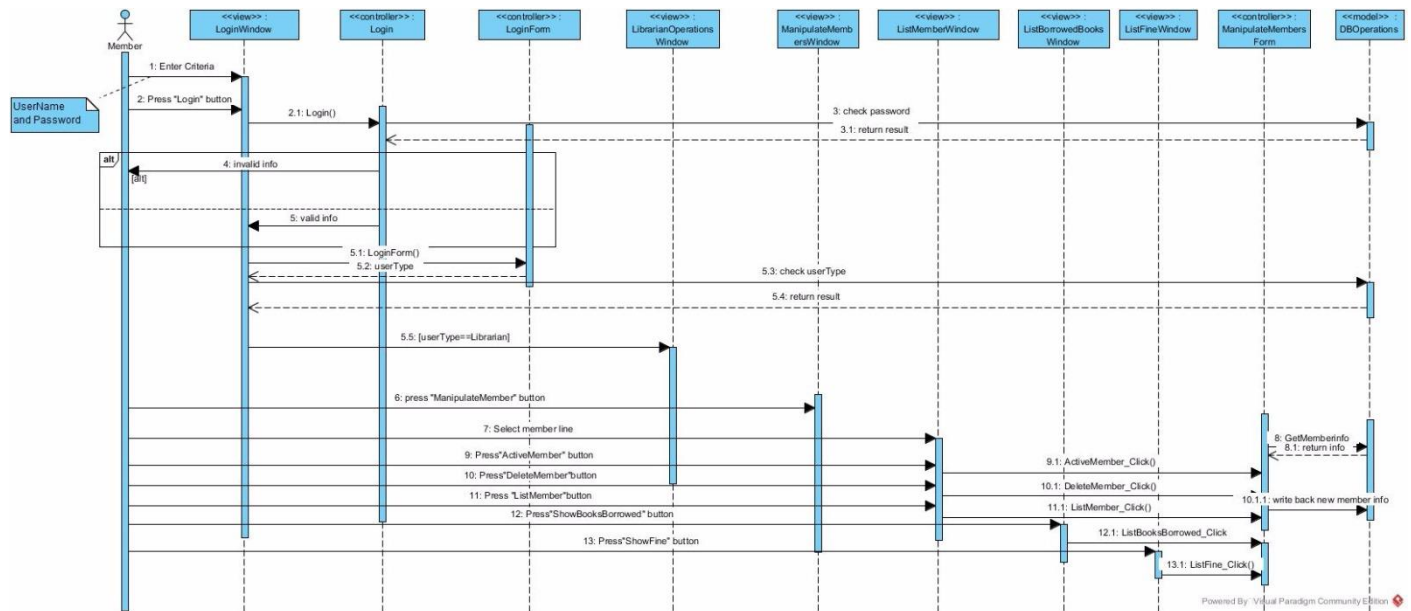 <<view>> :
LoginWindow
<<controller>> :
Login
<<controller>> :
LoginForm
<<view>> :
LibrarianOperations
Window
<<view>> :
ManipulateMemb
ersWindow
<<view>> :
ListMemberWindow
<<view>> :
ListBorrowedBooks
Window
<<view>> :
ListFineWindow
<<controller>> :
ManipulateMembers
Form
<<model>> :
DBOperations
Member
1: Enter Criteria
UserName
and Password
2: Press "Login" button
2.1: Login()
3: check password
3.1: return result
alt
4: invalid info
[alt]
5: valid info
5.1: LoginForm()
5.2: userType
5.3: check userType
5.4: return result
5.5: [userType==Librarian]
6: press "ManipulateMember" button
7: Select member line
8: GetMemberinfo
8.1: return info
9: Press"ActiveMember" button
9.1: ActiveMember_Click()
10: Press"DeleteMember"button
10.1: DeleteMember_Click()
10.1.1: write back new member info
11: Press "ListMember"button
11.1: ListMember_Click()
12: Press"ShowBooksBorrowed" button
12.1: ListBooksBorrowed_Click
13: Press"ShowFine" button
13.1: ListFine_Click()
Powered By Visual Paradigm Community Edition